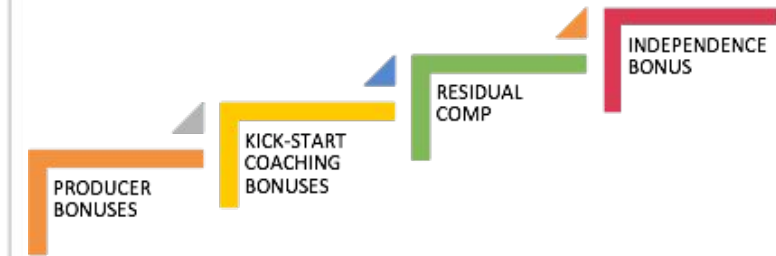 PRODUCER
BONUSES
KICK-START
COACHING
BONUSES
RESIDUAL
COMP
INDEPENDENCE
BONUS